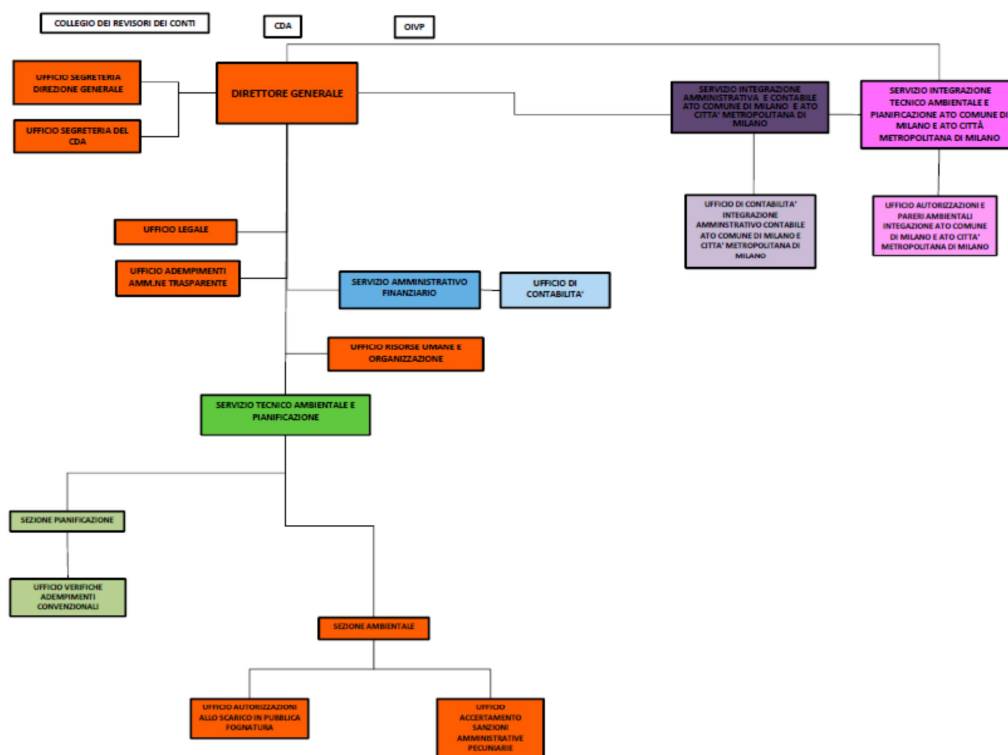 COLLEGIO DEI REVISORI DEI CONTI
CDA
OIVP
UFFICIO SEGRETERIA
DIREZIONE GENERALE
DIRETTORE GENERALE
UFFICIO SEGRETERIA DEL
CDA
SERVIZIO INTEGRAZIONE
AMMINISTRATIVA E CONTABILE
ATO COMUNE DI MILANO E ATO
CITTA' METROPOLITANA DI
MILANO
SERVIZIO INTEGRAZIONE
TECNICO AMBIENTALE E
PIANIFICAZIONE ATO COMUNE DI
MILANO E ATO CITTÀ
METROPOLITANA DI MILANO
UFFICIO DI CONTABILITA'
INTEGRAZIONE
AMMINSTRATIVO CONTABILE
ATO COMUNE DI MILANO E
CITTA' METROPOLITANA DI
MILANO
UFFICIO AUTORIZZAZIONI E
PARERI AMBIENTALI
INTEGAZIONE ATO COMUNE
DI MILANO E ATO CITTA'
METROPOLITANA DI MILANO
UFFICIO LEGALE
UFFICIO ADEMPIMENTI
AMM.NE TRASPARENTE
SERVIZIO AMMINISTRATIVO
FINANZIARIO
UFFICIO DI
CONTABILITA'
UFFICIO RISORSE UMANE E
ORGANIZZAZIONE
SERVIZIO TECNICO AMBIENTALE E
PIANIFICAZIONE
SEZIONE PIANIFICAZIONE
UFFICIO VERIFICHE
ADEMPIMENTI
CONVENZIONALI
SEZIONE AMBIENTALE
UFFICIO AUTORIZZAZIONI
ALLO SCARICO IN PUBBLICA
FOGNATURA
UFFICIO
ACCERTAMENTO
SANZIONI
AMMINISTRATIVE
PECUNIARIE